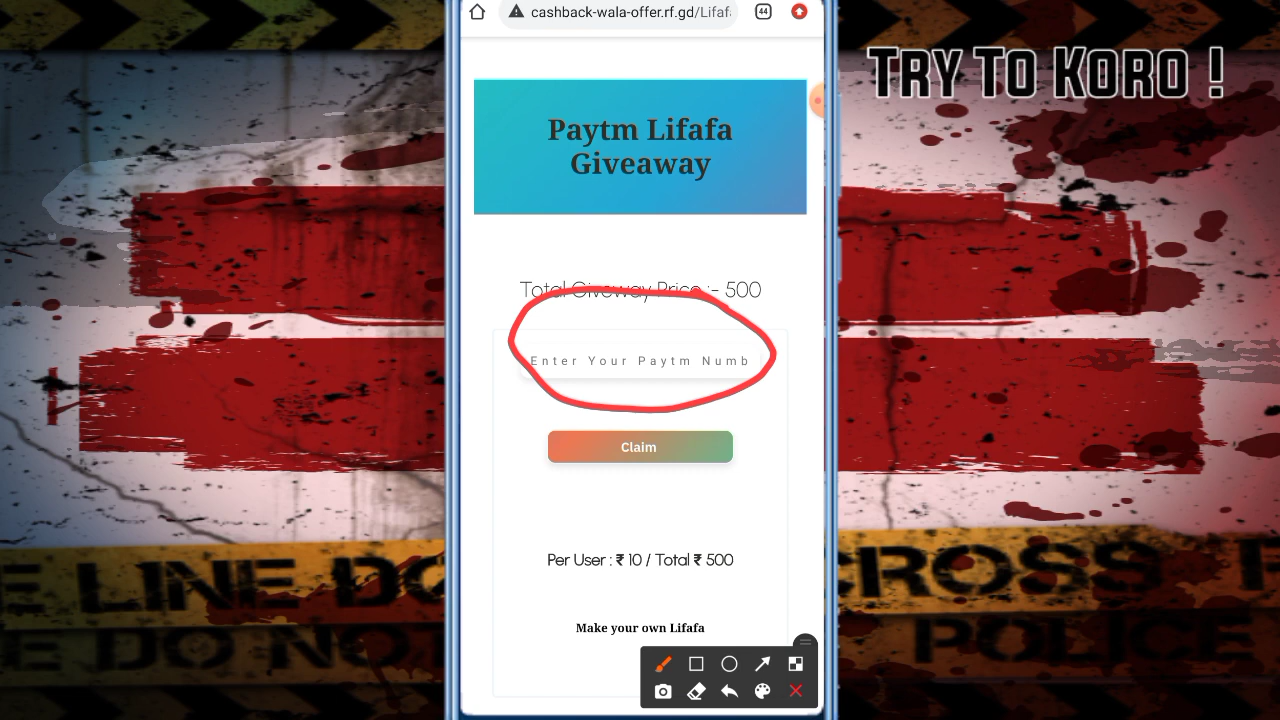 44
cashback-wala-offer.rf.gd/Lifaf
TRY TO KORO !
Paytm Lifafa
Giveaway
Total Giveway Price :- 500
Enter Your Paytm Numb
Claim
Per User : ₹ 10 / Total ₹ 500
Make your own Lifafa
E LINE DO
CROSS
E DO NO
POLICE